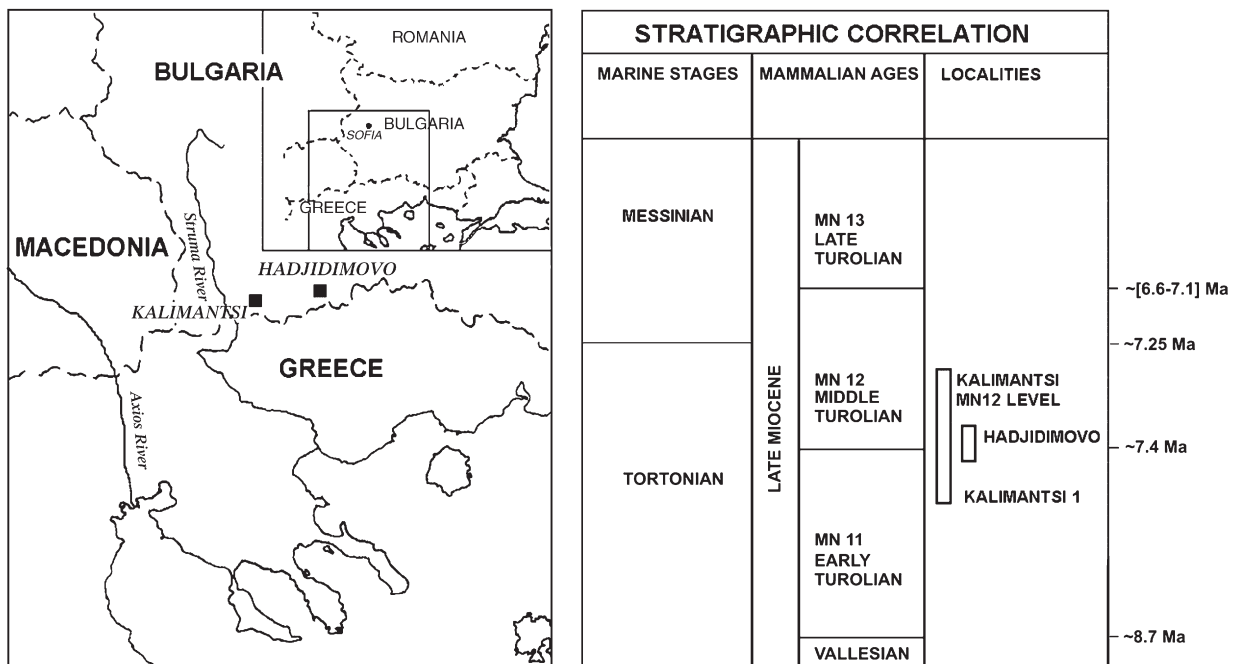 ROMANIA
BULGARIA
SOFIA
BULGARIA
GREECE
MACEDONIA
Struma River
HADJIDIMOVO
KALIMANTSI
GREECE
Axios River
STRATIGRAPHIC CORRELATION
MARINE STAGES
MAMMALIAN AGES
LOCALITIES
MESSINIAN
TORTONIAN
LATE MIOCENE
MN 13
LATE
TUROLIAN
MN 12
MIDDLE
TUROLIAN
MN 11
EARLY
TUROLIAN
VALLESIAN
KALIMANTSI
MN12 LEVEL
HADJIDIMOVO
KALIMANTSI 1
~[6.6-7.1] Ma
~7.25 Ma
~7.4 Ma
~8.7 Ma